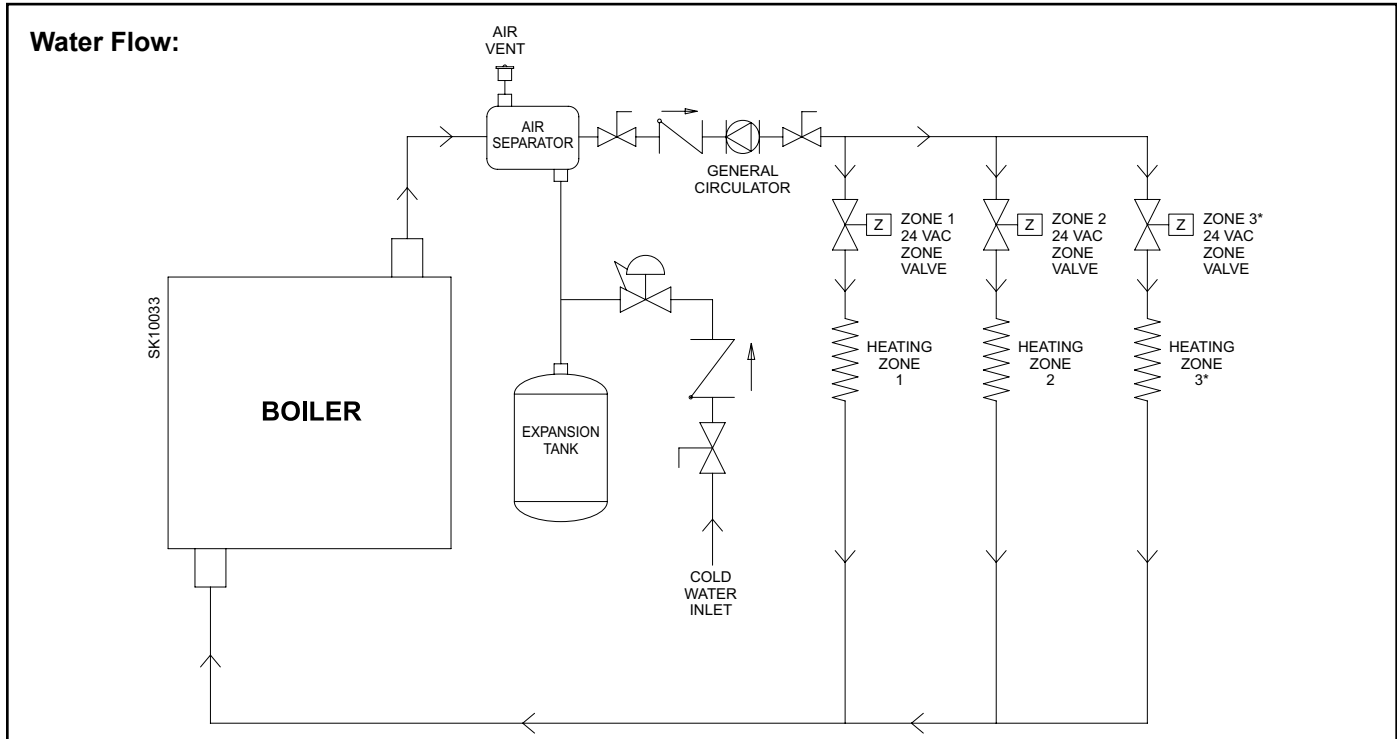 Water Flow:
AIR
VENT
AIR
SEPARATOR
GENERAL
CIRCULATOR
Z
ZONE 1
24 VAC
ZONE
VALVE
Z
ZONE 2
24 VAC
ZONE
VALVE
Z
ZONE 3*
24 VAC
ZONE
VALVE
SK10033
BOILER
HEATING
ZONE
1
HEATING
ZONE
2
HEATING
ZONE
3*
EXPANSION
TANK
COLD
WATER
INLET